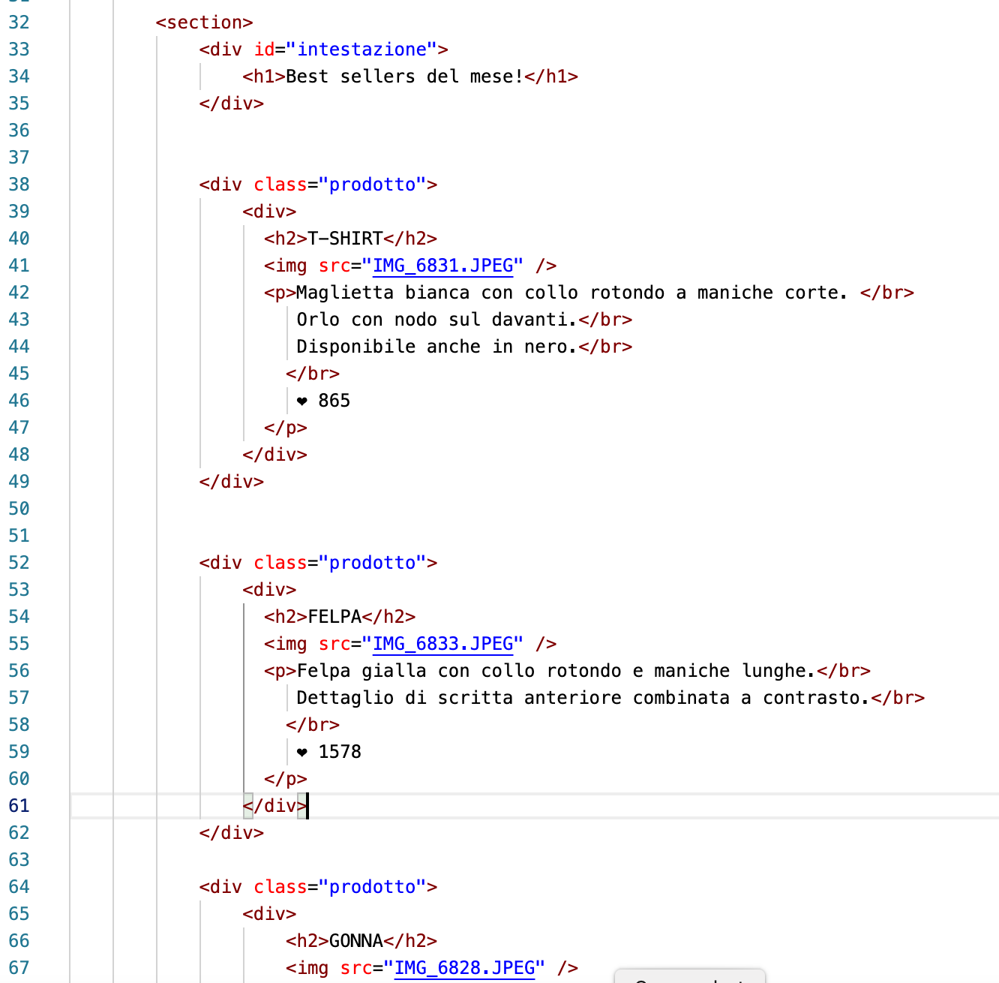 32 <section>
33 <div id="intestazione">
34 <h1>Best sellers del mese!</h1>
35 </div>
36
37
38 <div class="prodotto">
39 <div>
40 <h2>T-SHIRT</h2>
41 <img src="IMG_6831.JPEG" />
42 <p>Maglietta bianca con collo rotondo a maniche corte. </br>
43 Orlo con nodo sul davanti.</br>
44 Disponibile anche in nero.</br>
45 </br>
46 ❤ 865
47 </p>
48 </div>
49 </div>
50
51
52 <div class="prodotto">
53 <div>
54 <h2>FELPA</h2>
55 <img src="IMG_6833.JPEG" />
56 <p>Felpa gialla con collo rotondo e maniche lunghe.</br>
57 Dettaglio di scritta anteriore combinata a contrasto.</br>
58 </br>
59 ❤ 1578
60 </p>
61 </div>
62 </div>
63
64 <div class="prodotto">
65 <div>
66 <h2>GONNA</h2>
67 <img src="IMG_6828.JPEG" />